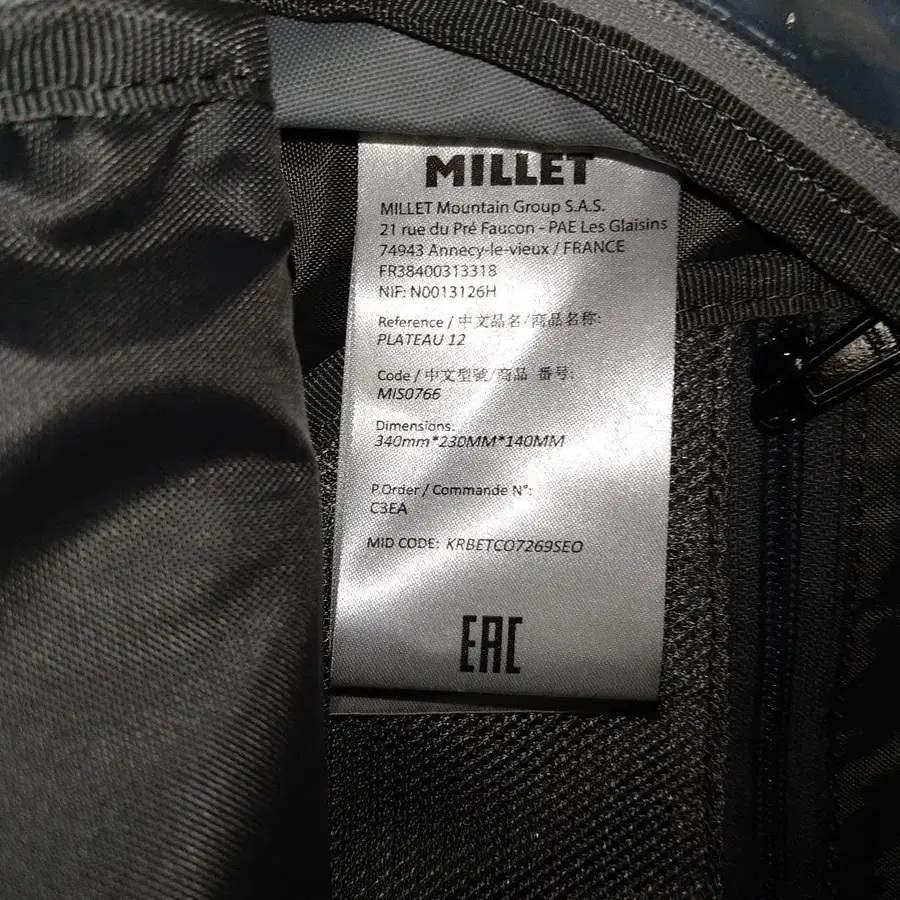 MILLET
MILLET Mountain Group S.A.S.
21 rue du Pré Faucon - PAE Les Glaisins
74943 Annecy-le-vieux / FRANCE
FR38400313318
NIF: N0013126H
Reference / 中文品名/商品名称:
PLATEAU 12
Code / 中文型號/商品 番号:
MIS0766
Dimensions:
340mm*230MM*140MM
P.Order / Commande N°:
C3EA
MID CODE: KRBETCO7269SEO
EAC